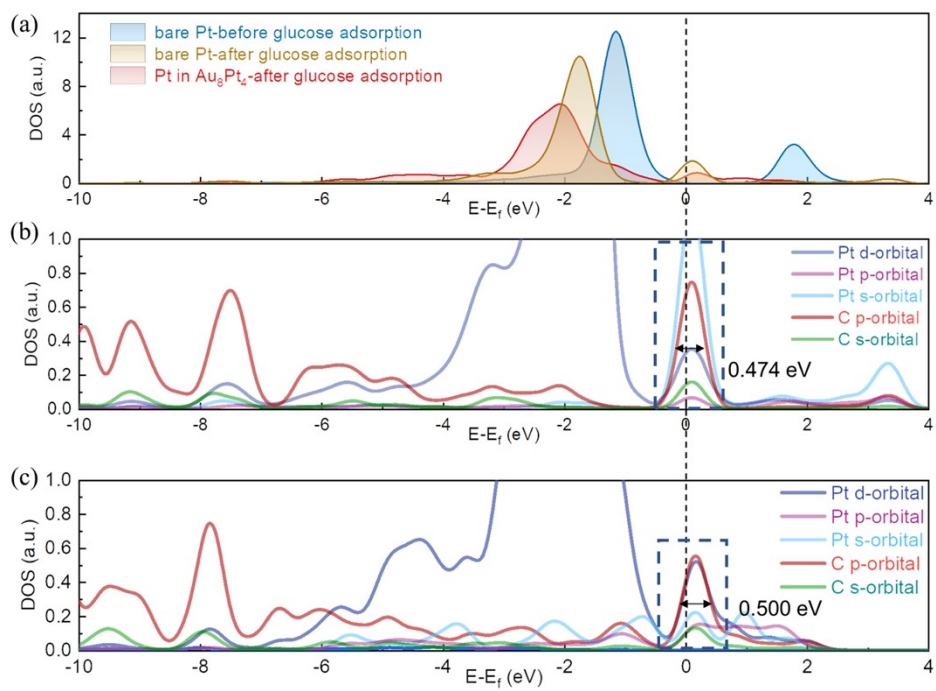 (a)
DOS (a.u.)
12
8
4
0
bare Pt-before glucose adsorption
bare Pt-after glucose adsorption
Pt in Au₈Pt₄-after glucose adsorption
-10 -8 -6 -4 -2 0 2 4
E-E_f (eV)
(b)
DOS (a.u.)
1.0
0.8
0.6
0.4
0.2
0.0
Pt d-orbital
Pt p-orbital
Pt s-orbital
C p-orbital
C s-orbital
0.474 eV
-10 -8 -6 -4 -2 0 2 4
E-E_f (eV)
(c)
DOS (a.u.)
1.0
0.8
0.6
0.4
0.2
0.0
Pt d-orbital
Pt p-orbital
Pt s-orbital
C p-orbital
C s-orbital
0.500 eV
-10 -8 -6 -4 -2 0 2 4
E-E_f (eV)